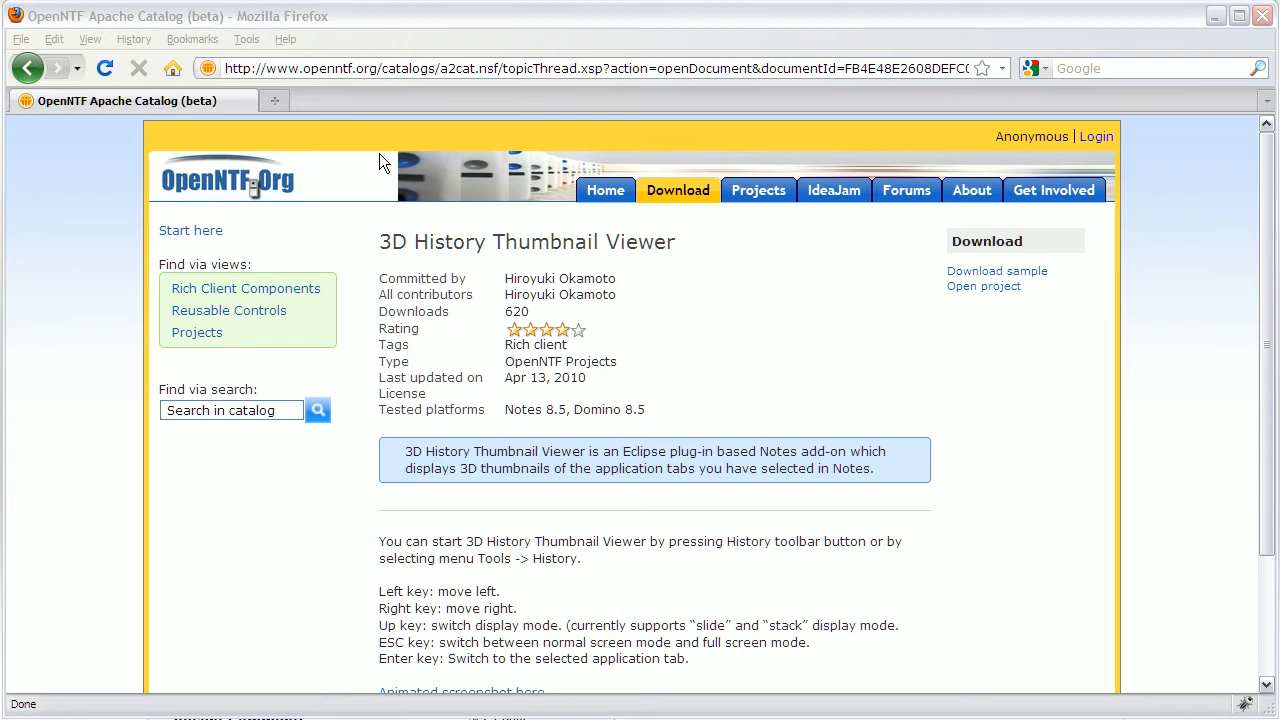 OpenNTF Apache Catalog (beta) - Mozilla Firefox
File Edit View History Bookmarks Tools Help
http://www.openntf.org/catalogs/a2cat.nsf/topicThread.xsp?action=openDocument&documentId=FB4E48E2608DEFC(
Google
OpenNTF Apache Catalog (beta)
Anonymous | Login
OpenNTF.Org
Home Download Projects IdeaJam Forums About Get Involved
Start here
Find via views:
Rich Client Components
Reusable Controls
Projects
Find via search:
Search in catalog
3D History Thumbnail Viewer
Committed by Hiroyuki Okamoto
All contributors Hiroyuki Okamoto
Downloads 620
Rating
Tags Rich client
Type OpenNTF Projects
Last updated on Apr 13, 2010
License
Tested platforms Notes 8.5, Domino 8.5
3D History Thumbnail Viewer is an Eclipse plug-in based Notes add-on which
displays 3D thumbnails of the application tabs you have selected in Notes.
You can start 3D History Thumbnail Viewer by pressing History toolbar button or by
selecting menu Tools -> History.
Left key: move left.
Right key: move right.
Up key: switch display mode. (currently supports “slide” and “stack” display mode.
ESC key: switch between normal screen mode and full screen mode.
Enter key: Switch to the selected application tab.
Animated screenshot here
Download
Download sample
Open project
Done